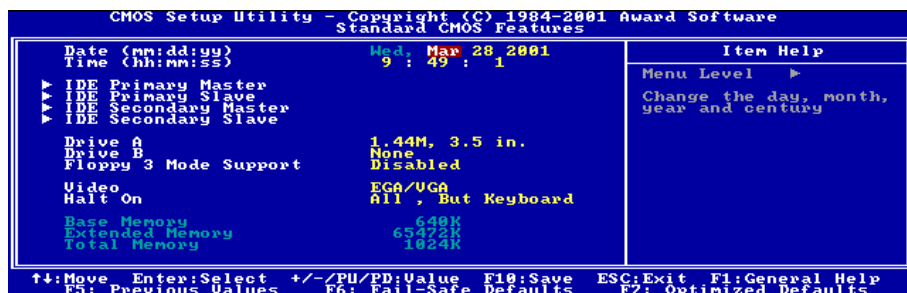 CMOS Setup Utility - Copyright (C) 1984-2001 Award Software
Standard CMOS Features
Date (mm:dd:yy) Wed, Mar 28 2001
Time (hh:mm:ss) 9 : 49 : 1
► IDE Primary Master
► IDE Primary Slave
► IDE Secondary Master
► IDE Secondary Slave
Drive A 1.44M, 3.5 in.
Drive B None
Floppy 3 Mode Support Disabled
Video EGA/VGA
Halt On All , But Keyboard
Base Memory 640K
Extended Memory 65472K
Total Memory 1024K
Item Help
Menu Level ►
Change the day, month,
year and century
↑↓:Move Enter:Select +/-/PU/PD:Value F10:Save ESC:Exit F1:General Help
F5: Previous Values F6: Fail-Safe Defaults F7: Optimized Defaults